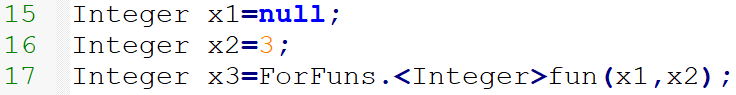 15 Integer x1=null;
16 Integer x2=3;
17 Integer x3=ForFuns.<Integer>fun(x1,x2);